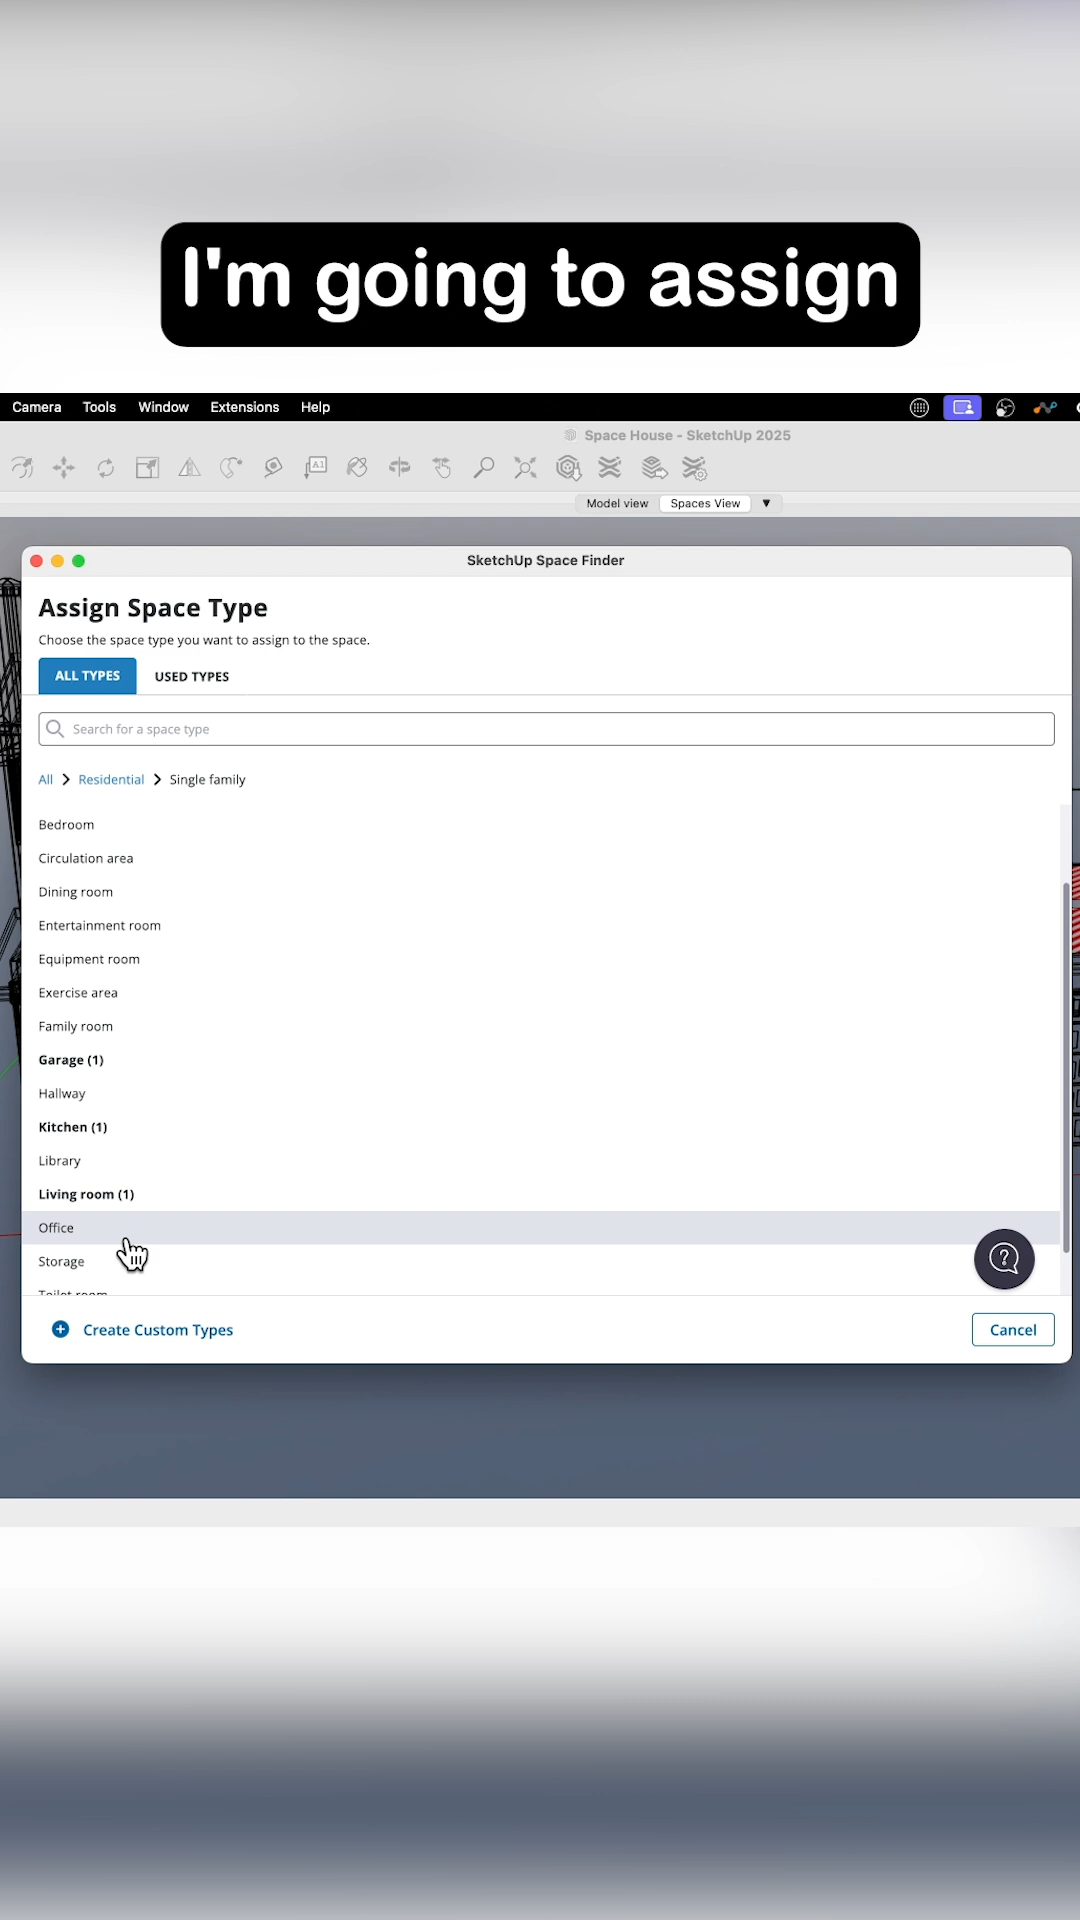 I'm going to assign
Camera Tools Window Extensions Help
Space House - SketchUp 2025
A1
Model view Spaces View
SketchUp Space Finder
Assign Space Type
Choose the space type you want to assign to the space.
ALL TYPES USED TYPES
Search for a space type
All > Residential > Single family
Bedroom
Circulation area
Dining room
Entertainment room
Equipment room
Exercise area
Family room
Garage (1)
Hallway
Kitchen (1)
Library
Living room (1)
Office
Storage
Toilet room
Create Custom Types Cancel